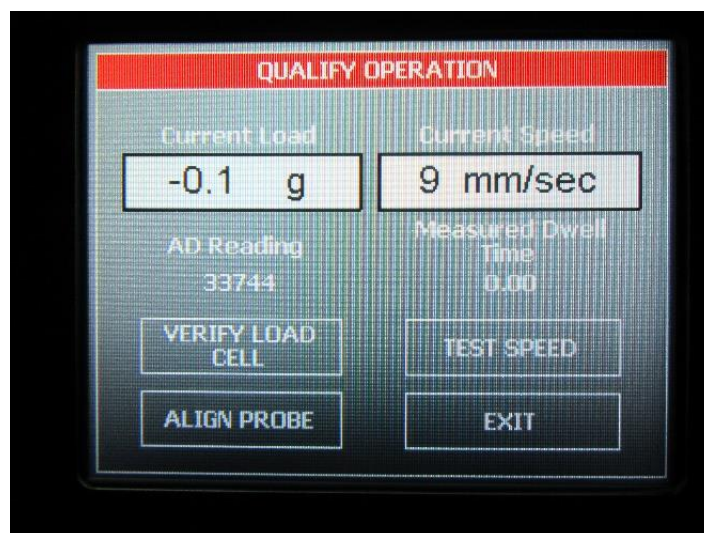 QUALIFY OPERATION
Current Load
Current Speed
-0.1 g
9 mm/sec
AD Reading
33744
Measured Dwell
Time
0.00
VERIFY LOAD
CELL
TEST SPEED
ALIGN PROBE
EXIT